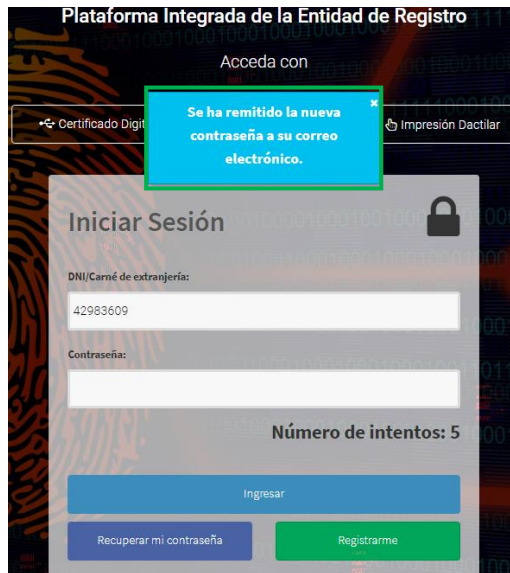 Plataforma Integrada de la Entidad de Registro
Acceda con
Certificado Digit
Se ha remitido la nueva
contraseña a su correo
electrónico.
×
Impresión Dactilar
Iniciar Sesión
DNI/Carné de extranjería:
42983609
Contraseña:
Número de intentos: 5
Ingresar
Recuperar mi contraseña
Registrarme